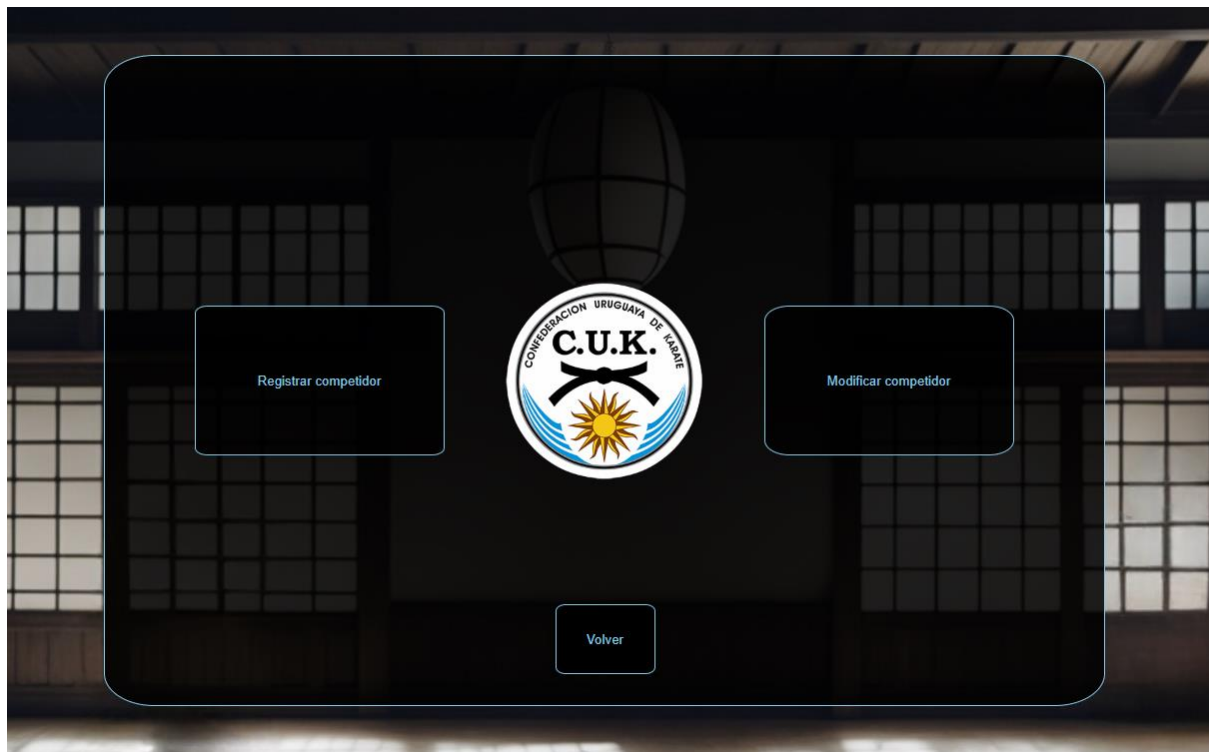 CONFEDERACION URUGUAYA DE KARATE
C.U.K.
Registrar competidor
Modificar competidor
Volver